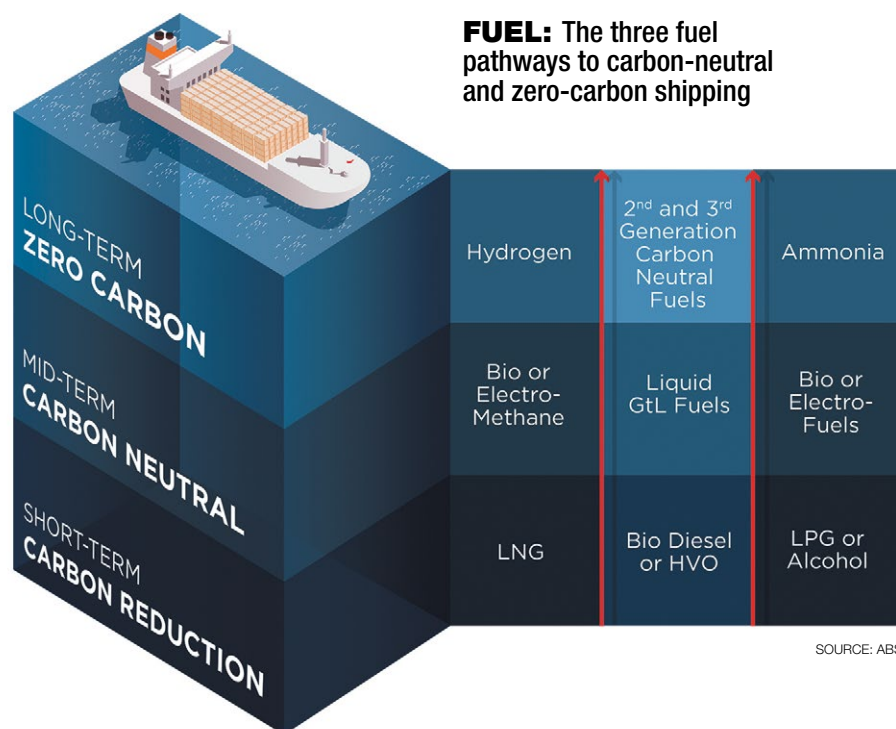 FUEL: The three fuel
pathways to carbon-neutral
and zero-carbon shipping
LONG-TERM
ZERO CARBON
Hydrogen
2nd and 3rd
Generation
Carbon
Neutral
Fuels
Ammonia
MID-TERM
CARBON NEUTRAL
Bio or
Electro-
Methane
Liquid
GtL Fuels
Bio or
Electro-
Fuels
SHORT-TERM
CARBON REDUCTION
LNG
Bio Diesel
or HVO
LPG or
Alcohol
SOURCE: ABS